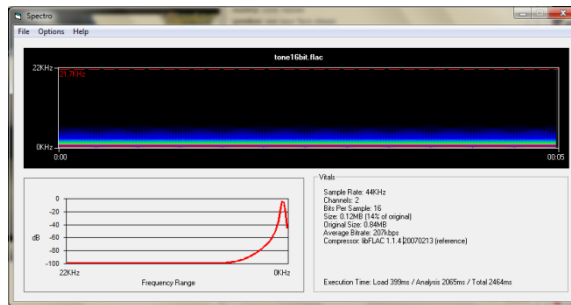 Spectro
File Options Help
tone16bit.flac
22KHz
21.7KHz
0KHz
0:00 00:05
Vitals
Sample Rate: 44KHz
Channels: 2
Bits Per Sample: 16
Size: 0.12MB (14% of original)
Original Size: 0.84MB
Average Bitrate: 207kbps
Compressor: libFLAC 1.1.4 20070213 (reference)
Execution Time: Load 399ms / Analysis 2065ms / Total 2464ms
0
-20
-40
dB -60
-80
-100
22KHz 0KHz
Frequency Range